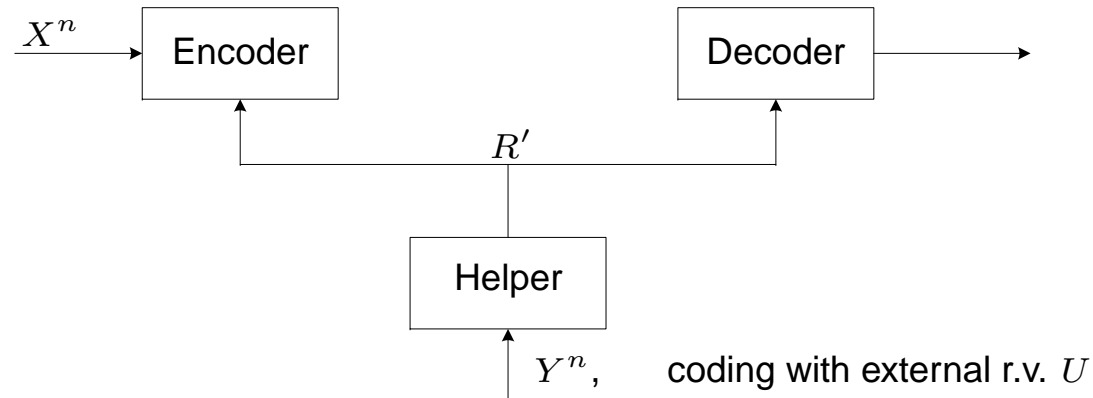 X^n
Encoder
Decoder
R′
Helper
Y^n, coding with external r.v. U